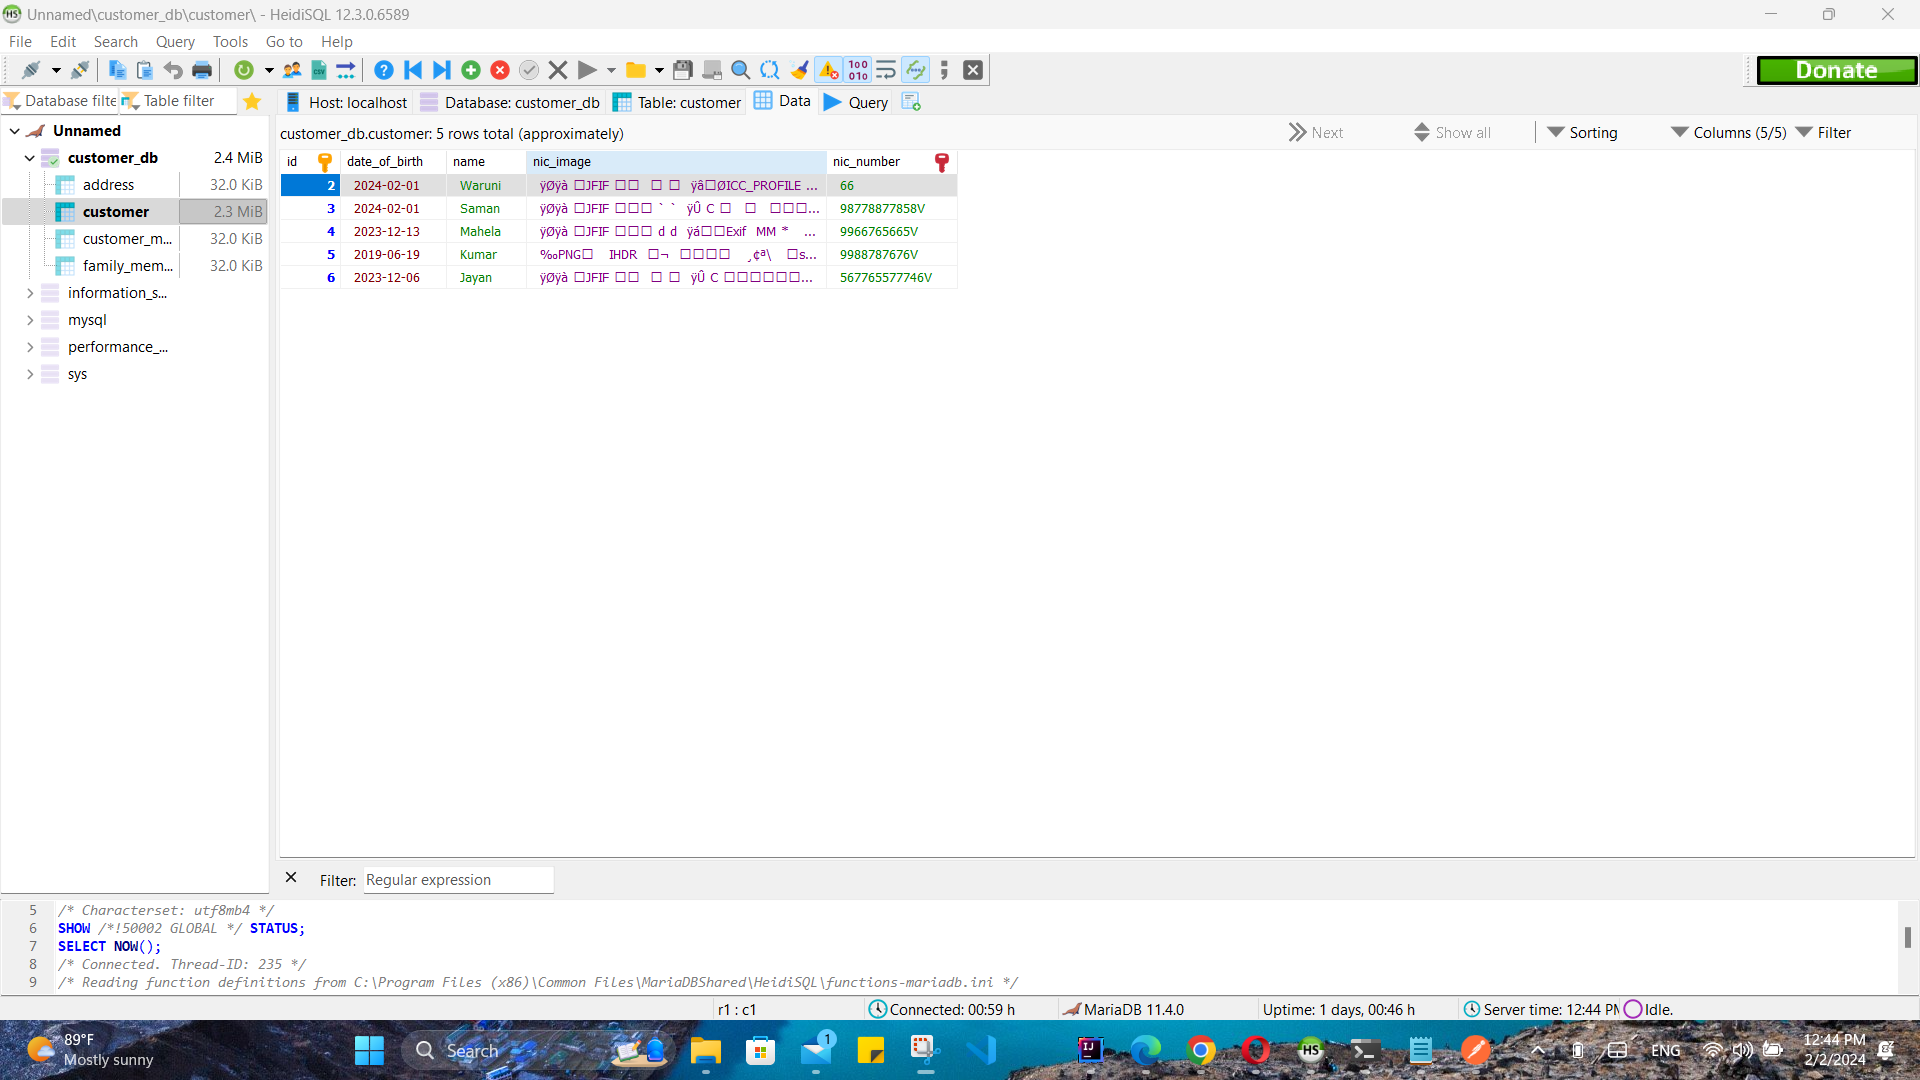 Unnamed\customer_db\customer\ - HeidiSQL 12.3.0.6589
File Edit Search Query Tools Go to Help
Donate
Database filte Table filter
Host: localhost Database: customer_db Table: customer Data Query
Unnamed
customer_db 2.4 MiB
address 32.0 KiB
customer 2.3 MiB
customer_m... 32.0 KiB
family_mem... 32.0 KiB
information_s...
mysql
performance_...
sys
customer_db.customer: 5 rows total (approximately) Next Show all Sorting Columns (5/5) Filter
id date_of_birth name nic_image nic_number
2 2024-02-01 Waruni ÿØÿà □JFIF □□ □ □ ÿâ□ØICC_PROFILE ... 66
3 2024-02-01 Saman ÿØÿà □JFIF □□□ ` ` ÿÛ C □ □ □□□... 98778877858V
4 2023-12-13 Mahela ÿØÿà □JFIF □□□ d d ÿá□□Exif MM * ... 9966765665V
5 2019-06-19 Kumar ‰PNG□ IHDR □¬ □□□□ ¸¢ª\ □s... 9988787676V
6 2023-12-06 Jayan ÿØÿà □JFIF □□ □ □ ÿÛ C □□□□□□□... 567765577746V
Filter: Regular expression
5 /* Characterset: utf8mb4 */
6 SHOW /*!50002 GLOBAL */ STATUS;
7 SELECT NOW();
8 /* Connected. Thread-ID: 235 */
9 /* Reading function definitions from C:\Program Files (x86)\Common Files\MariaDBShared\HeidiSQL\functions-mariadb.ini */
r1 : c1 Connected: 00:59 h MariaDB 11.4.0 Uptime: 1 days, 00:46 h Server time: 12:44 PM Idle.
89°F
Mostly sunny
Search
1
ENG
12:44 PM
2/2/2024